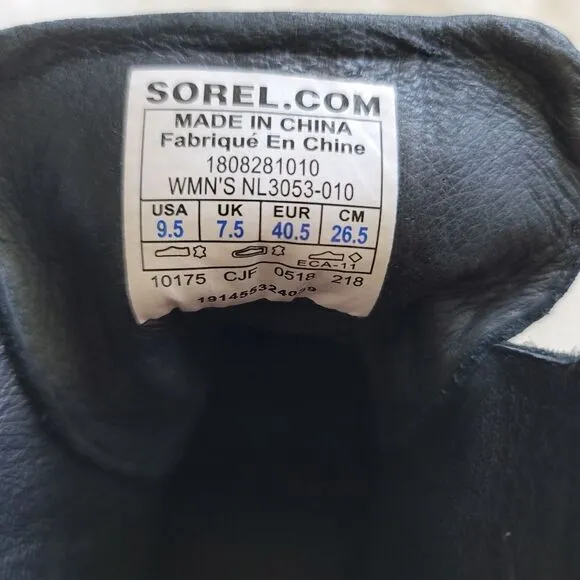 SOREL.COM
MADE IN CHINA
Fabriqué En Chine
1808281010
WMN'S NL3053-010
USA UK EUR CM
9.5 7.5 40.5 26.5
ECA-11
10175 CJF 0518 218